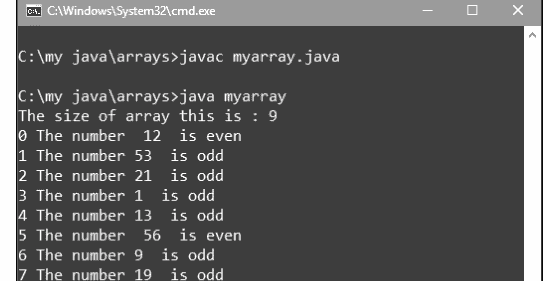 C:\Windows\System32\cmd.exe
C:\my java\arrays>javac myarray.java
C:\my java\arrays>java myarray
The size of array this is : 9
0 The number  12  is even
1 The number 53  is odd
2 The number 21  is odd
3 The number 1  is odd
4 The number 13  is odd
5 The number  56  is even
6 The number 9  is odd
7 The number 19  is odd